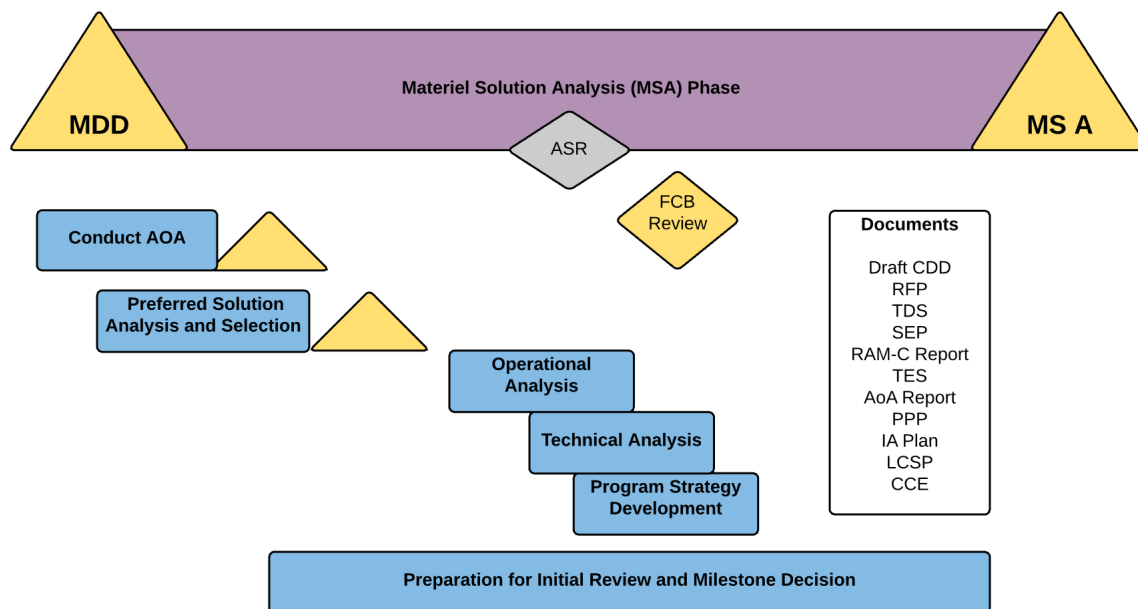 Materiel Solution Analysis (MSA) Phase
MDD
MS A
ASR
FCB
Review
Conduct AOA
Preferred Solution
Analysis and Selection
Operational
Analysis
Technical Analysis
Program Strategy
Development
Preparation for Initial Review and Milestone Decision
Documents
Draft CDD
RFP
TDS
SEP
RAM-C Report
TES
AoA Report
PPP
IA Plan
LCSP
CCE